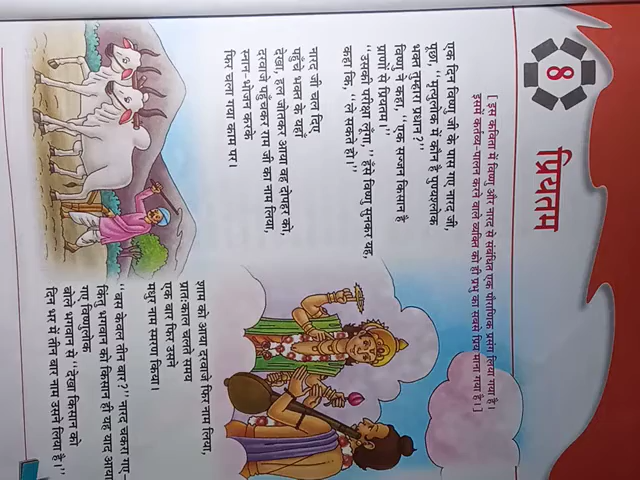 8
प्रियतम
[ इस कविता में विष्णु और नारद से संबंधित एक पौराणिक प्रसंग लिया गया है।
इसमें कर्तव्य-पालन करने वाले व्यक्ति को ही प्रभु का सबसे प्रिय माना गया है। ]
एक दिन विष्णु जी के पास गए नारद जी,
पूछा, "मृत्युलोक में कौन है पुण्यश्लोक
भक्त तुम्हारा प्रधान?"
विष्णु ने कहा, "एक सज्जन किसान है
प्राणों से प्रियतम।"
"उसकी परीक्षा लूँगा," हँसे विष्णु सुनकर यह,
कहा कि, "ले सकते हो।"
नारद जी चल दिए
पहुँचे भक्त के यहाँ
देखा, हल जोतकर आया वह दोपहर को,
दरवाजे पहुँचकर राम जी का नाम लिया,
स्नान-भोजन करके
फिर चला गया काम पर।
शाम को आया दरवाजे फिर नाम लिया,
प्रातःकाल चलते समय
एक बार फिर उसने
मधुर नाम स्मरण किया।
"बस केवल तीन बार?" नारद चकरा गए-
किंतु भगवान को किसान ही यह याद आया
गए विष्णुलोक
बोले भगवान से "देखा किसान को
दिन भर में तीन बार नाम उसने लिया है।"